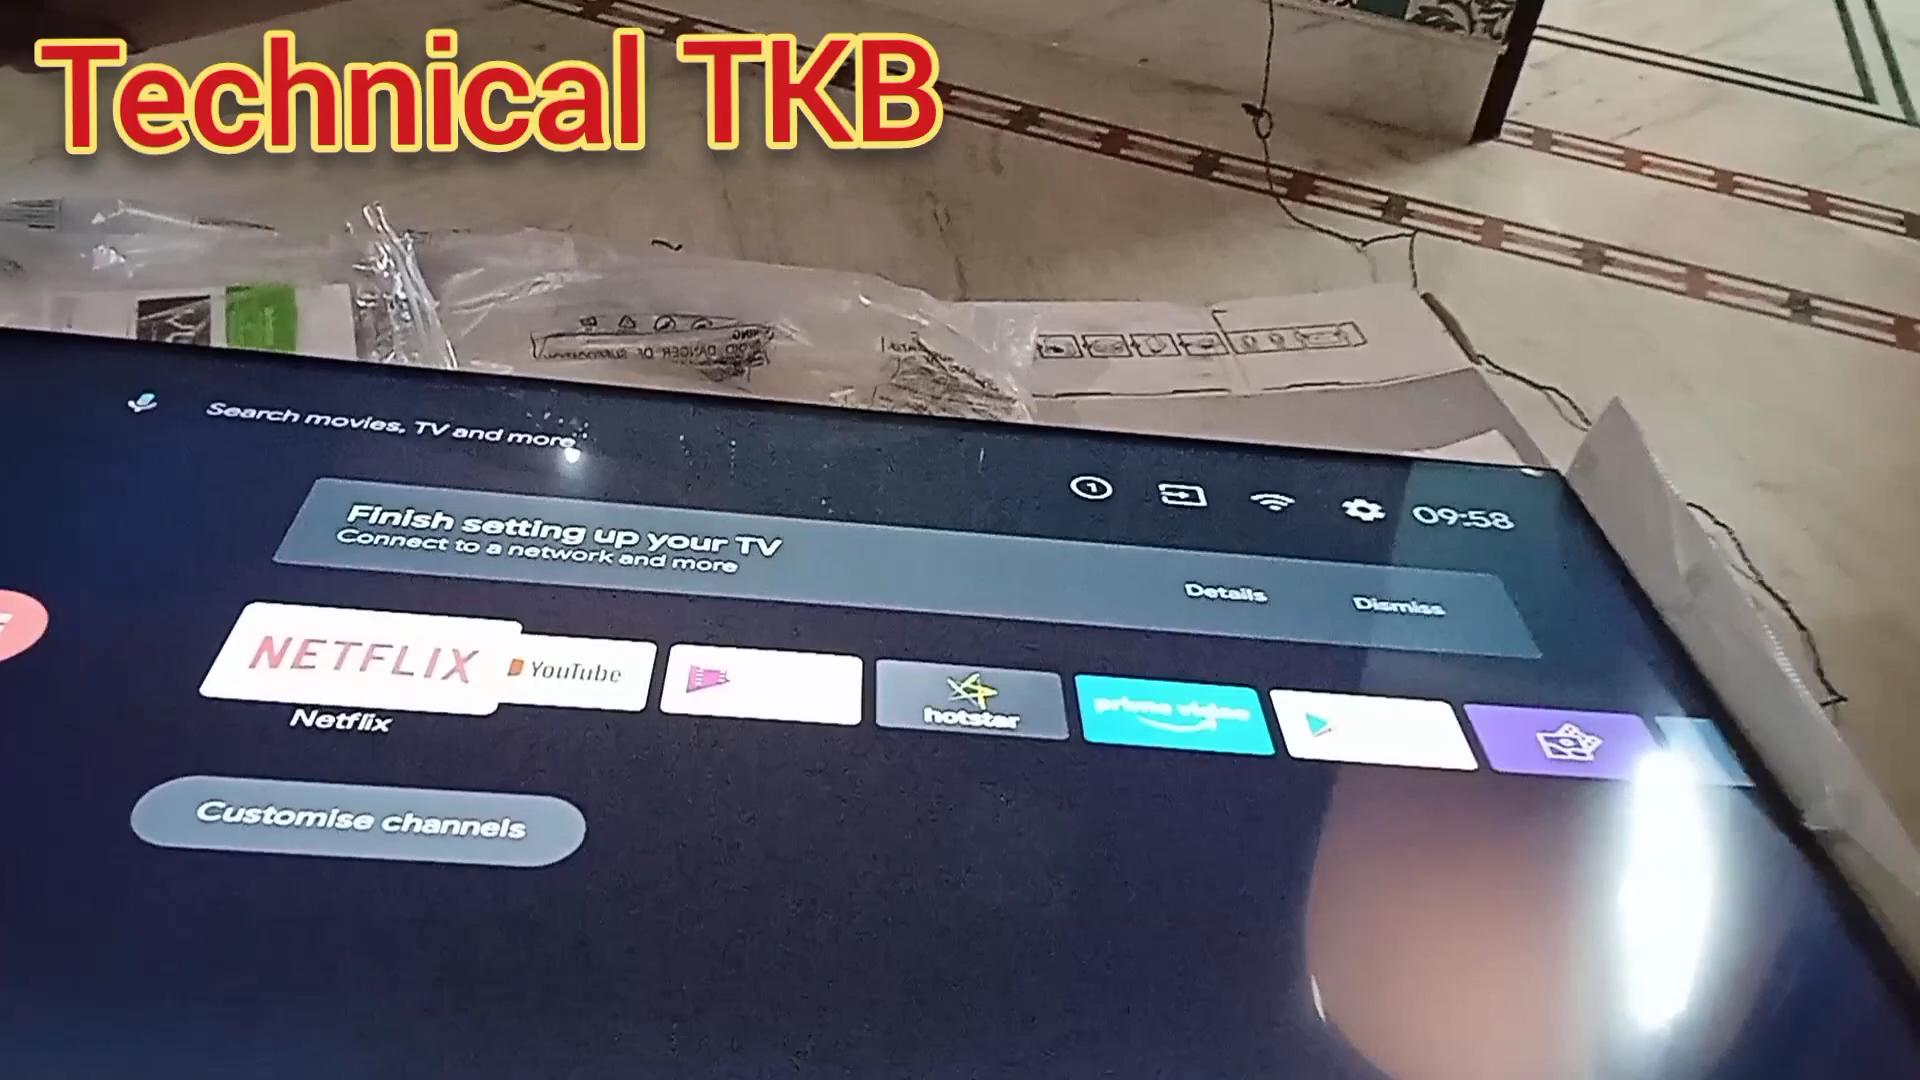 Technical TKB
Search movies, TV and more
09:58
Finish setting up your TV
Connect to a network and more
Details
Dismiss
NETFLIX
YouTube
hotstar
prime video
Netflix
Customise channels